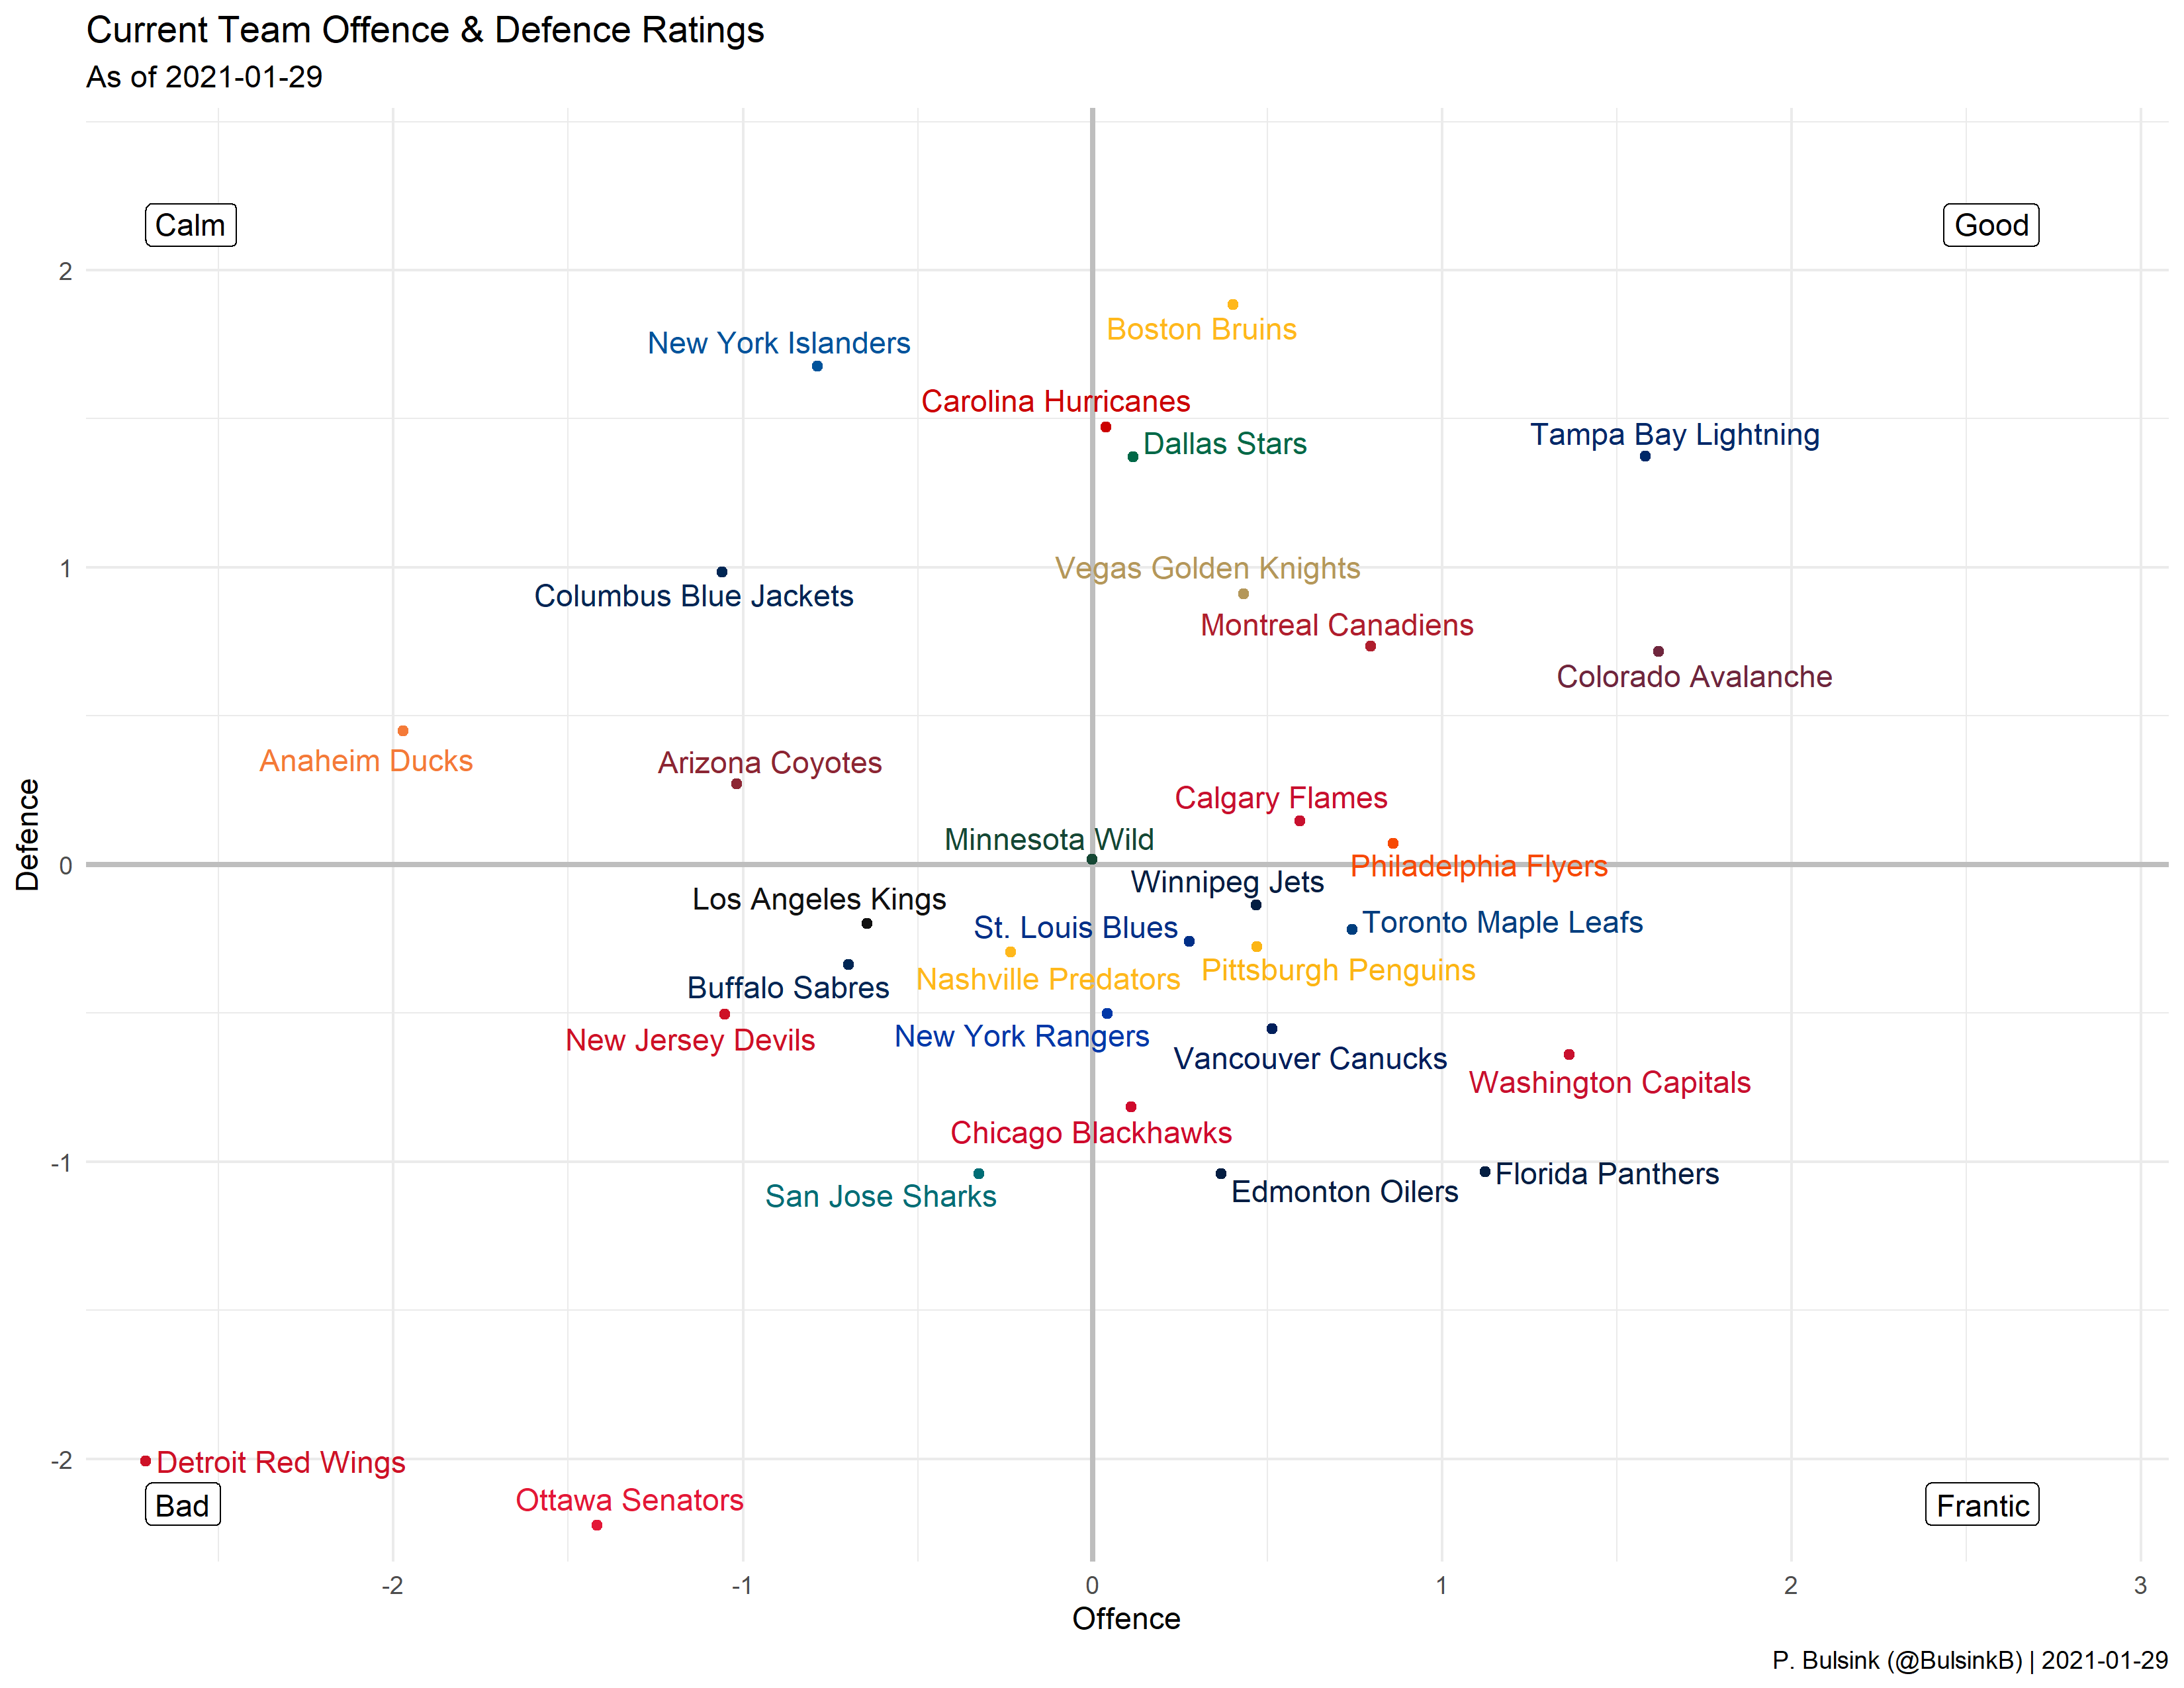 Current Team Offence & Defence Ratings
As of 2021-01-29
Calm
Good
2
Boston Bruins
New York Islanders
Carolina Hurricanes
Dallas Stars
Tampa Bay Lightning
1
Vegas Golden Knights
Columbus Blue Jackets
Montreal Canadiens
Colorado Avalanche
Anaheim Ducks
Arizona Coyotes
Calgary Flames
Minnesota Wild
Defence
0
Philadelphia Flyers
Winnipeg Jets
Los Angeles Kings
Toronto Maple Leafs
St. Louis Blues
Pittsburgh Penguins
Nashville Predators
Buffalo Sabres
New York Rangers
New Jersey Devils
Vancouver Canucks
Washington Capitals
Chicago Blackhawks
-1
Florida Panthers
Edmonton Oilers
San Jose Sharks
-2
Detroit Red Wings
Ottawa Senators
Bad
Frantic
-2
-1
0
1
2
3
Offence
P. Bulsink (@BulsinkB) | 2021-01-29